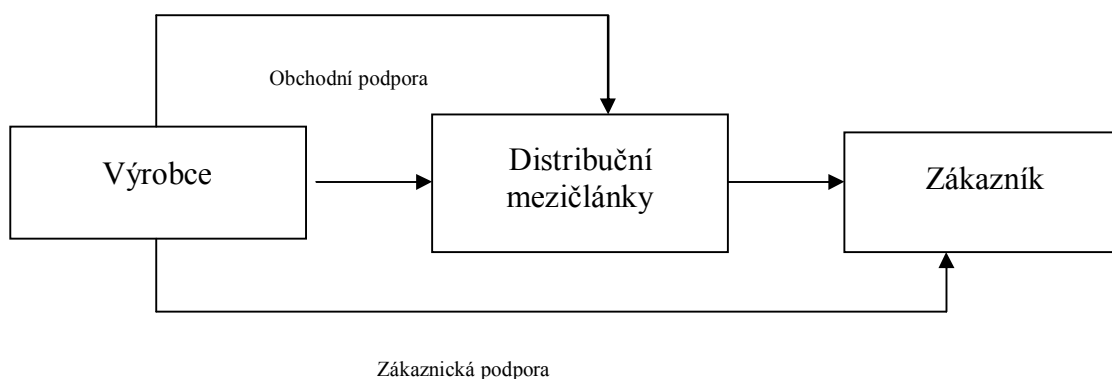 Obchodní podpora
Výrobce
Distribuční
mezičlánky
Zákazník
Zákaznická podpora